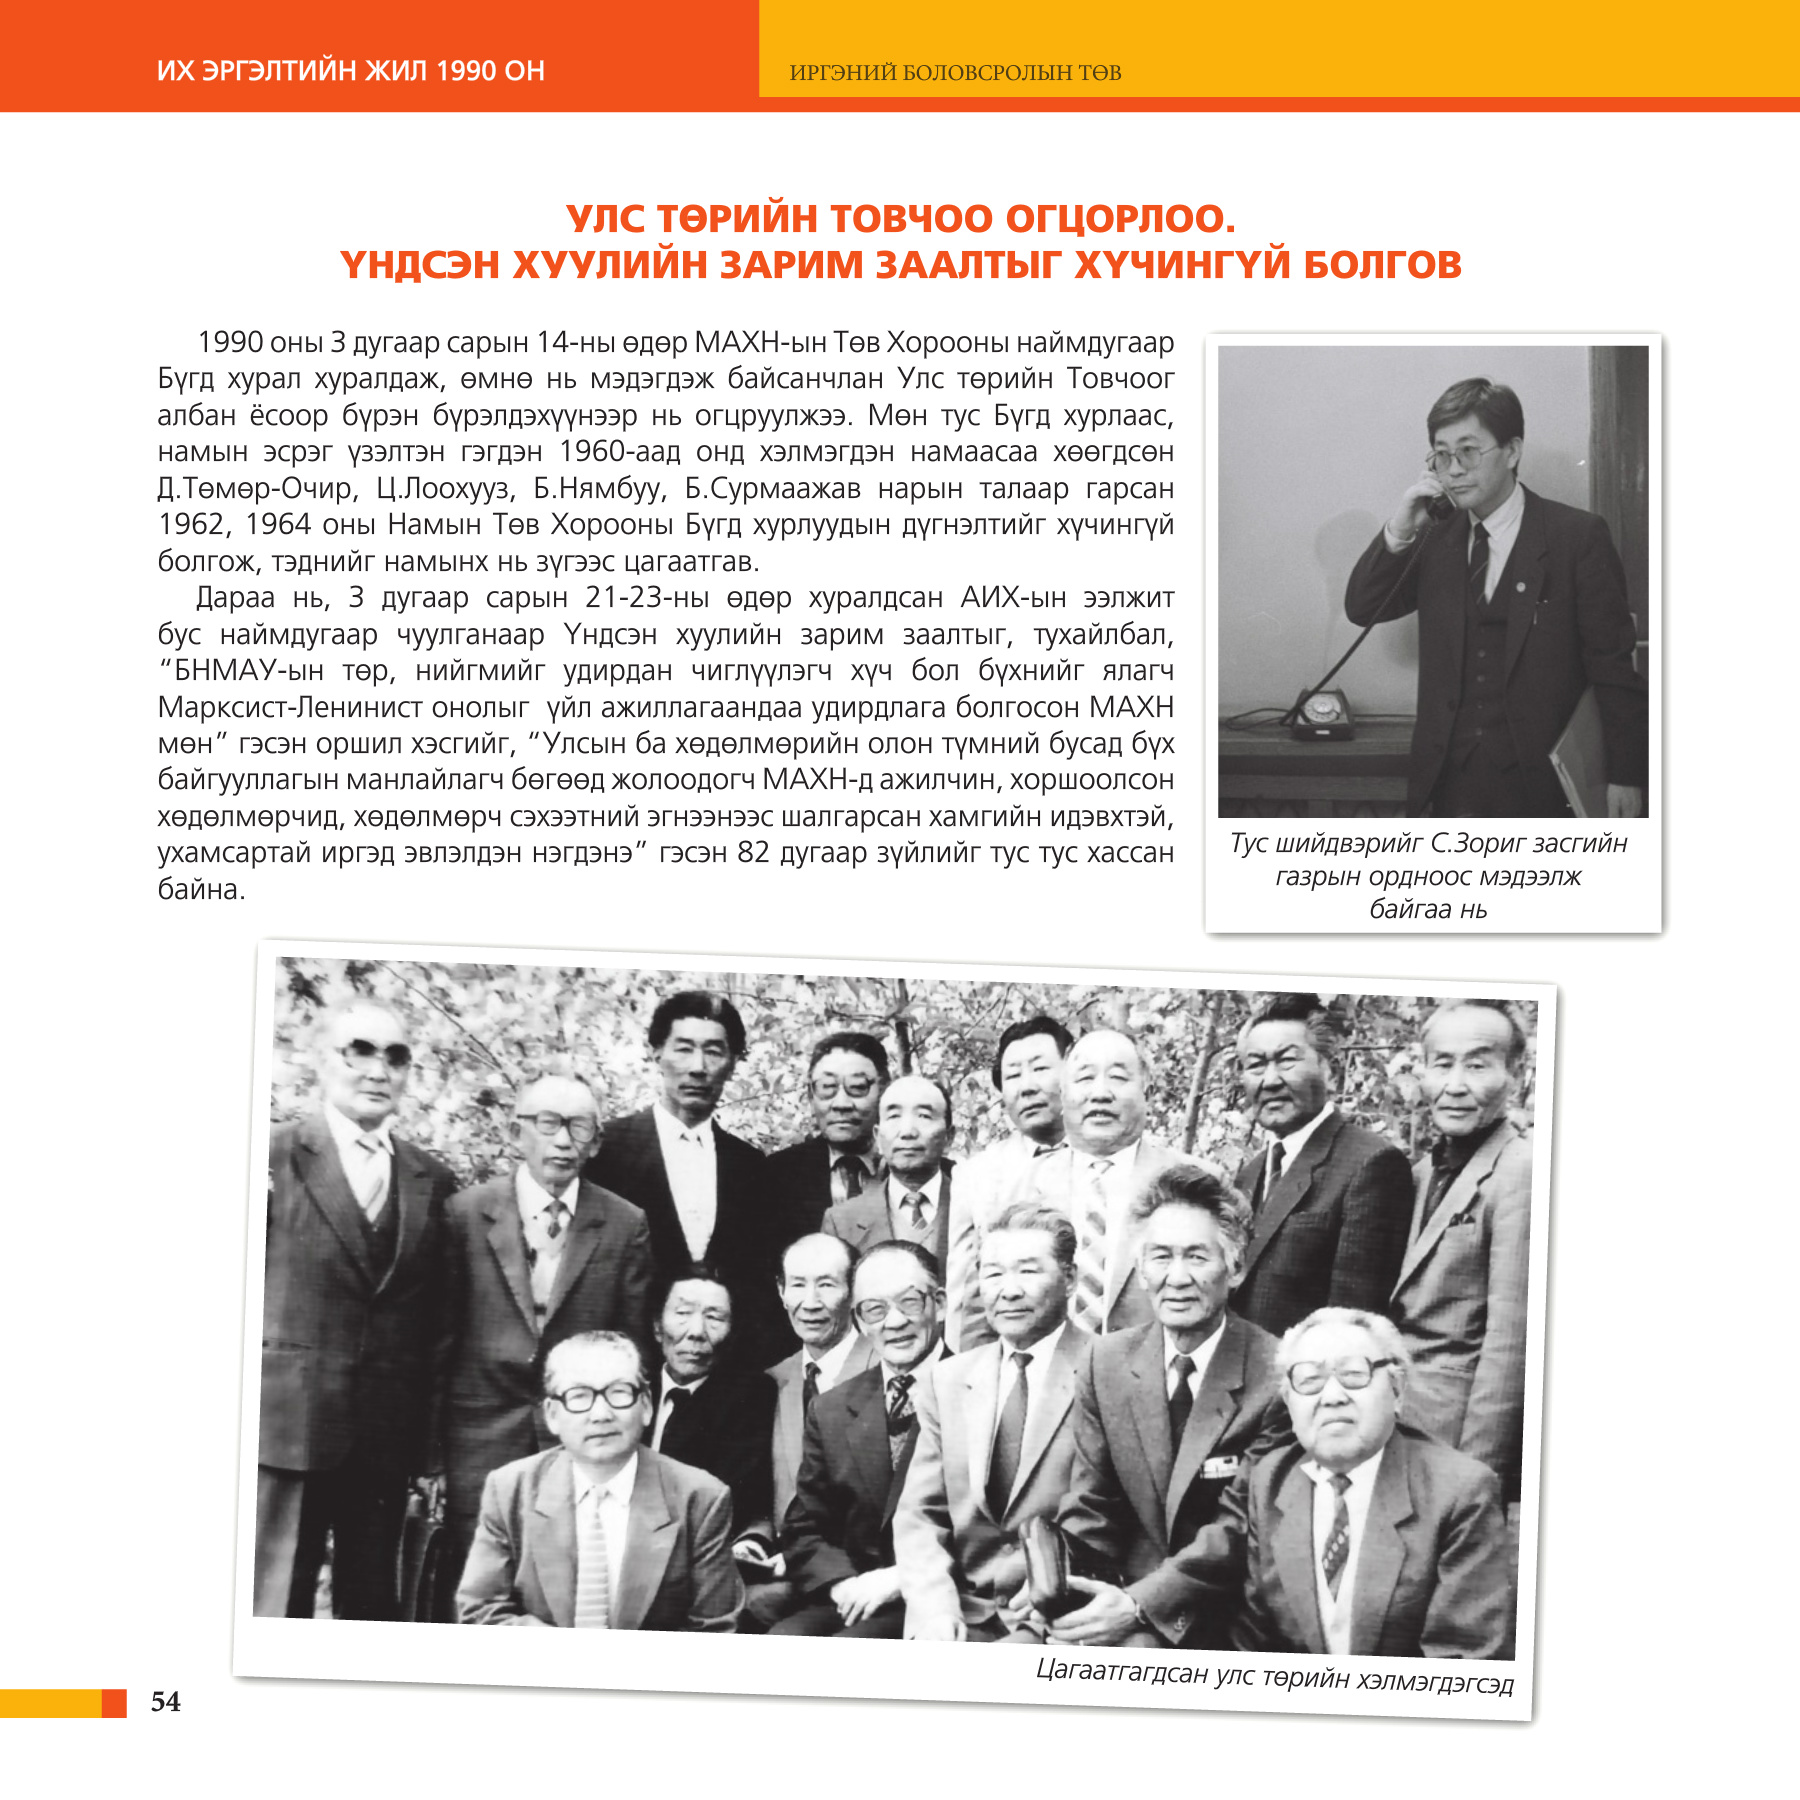 ИХ ЭРГЭЛТИЙН ЖИЛ 1990 ОН
ИРГЭНИЙ БОЛОВСРОЛЫН ТӨВ
УЛС ТӨРИЙН ТОВЧОО ОГЦОРЛОО.
ҮНДСЭН ХУУЛИЙН ЗАРИМ ЗААЛТЫГ ХҮЧИНГҮЙ БОЛГОВ
1990 оны 3 дугаар сарын 14-ны өдөр МАХН-ын Төв Хорооны наймдугаар
Бүгд хурал хуралдаж, өмнө нь мэдэгдэж байсанчлан Улс төрийн Товчоог
албан ёсоор бүрэн бүрэлдэхүүнээр нь огцруулжээ. Мөн тус Бүгд хурлаас,
намын эсрэг үзэлтэн гэгдэн 1960-аад онд хэлмэгдэн намаасаа хөөгдсөн
Д.Төмөр-Очир, Ц.Лоохууз, Б.Нямбуу, Б.Сурмаажав нарын талаар гарсан
1962, 1964 оны Намын Төв Хорооны Бүгд хурлуудын дүгнэлтийг хүчингүй
болгож, тэднийг намынх нь зүгээс цагаатгав.
Дараа нь, 3 дугаар сарын 21-23-ны өдөр хуралдсан АИХ-ын ээлжит
бус наймдугаар чуулганаар Үндсэн хуулийн зарим заалтыг, тухайлбал,
“БНМАУ-ын төр, нийгмийг удирдан чиглүүлэгч хүч бол бүхнийг ялагч
Марксист-Ленинист онолыг үйл ажиллагаандаа удирдлага болгосон МАХН
мөн” гэсэн оршил хэсгийг, “Улсын ба хөдөлмөрийн олон түмний бусад бүх
байгууллагын манлайлагч бөгөөд жолоодогч МАХН-д ажилчин, хоршоолсон
хөдөлмөрчид, хөдөлмөрч сэхээтний эгнээнээс шалгарсан хамгийн идэвхтэй,
ухамсартай иргэд эвлэлдэн нэгдэнэ” гэсэн 82 дугаар зүйлийг тус тус хассан
байна.
Тус шийдвэрийг С.Зориг засгийн
газрын ордноос мэдээлж
байгаа нь
Цагаатгагдсан улс төрийн хэлмэгдэгсэд
54